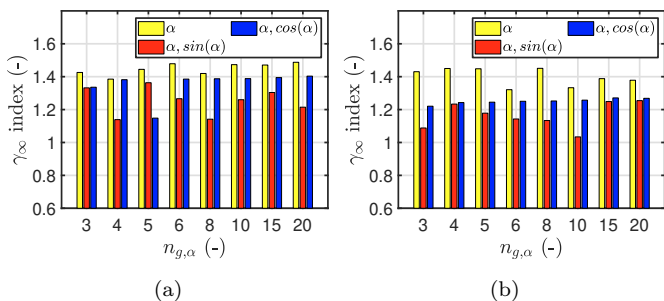 α
α, cos(α)
α, sin(α)
1.6
1.4
1.2
1
0.8
0.6
γ∞ index (-)
3 4 5 6 8 10 15 20
n_{g,α} (-)
(a)
α
α, cos(α)
α, sin(α)
1.6
1.4
1.2
1
0.8
0.6
γ∞ index (-)
3 4 5 6 8 10 15 20
n_{g,α} (-)
(b)